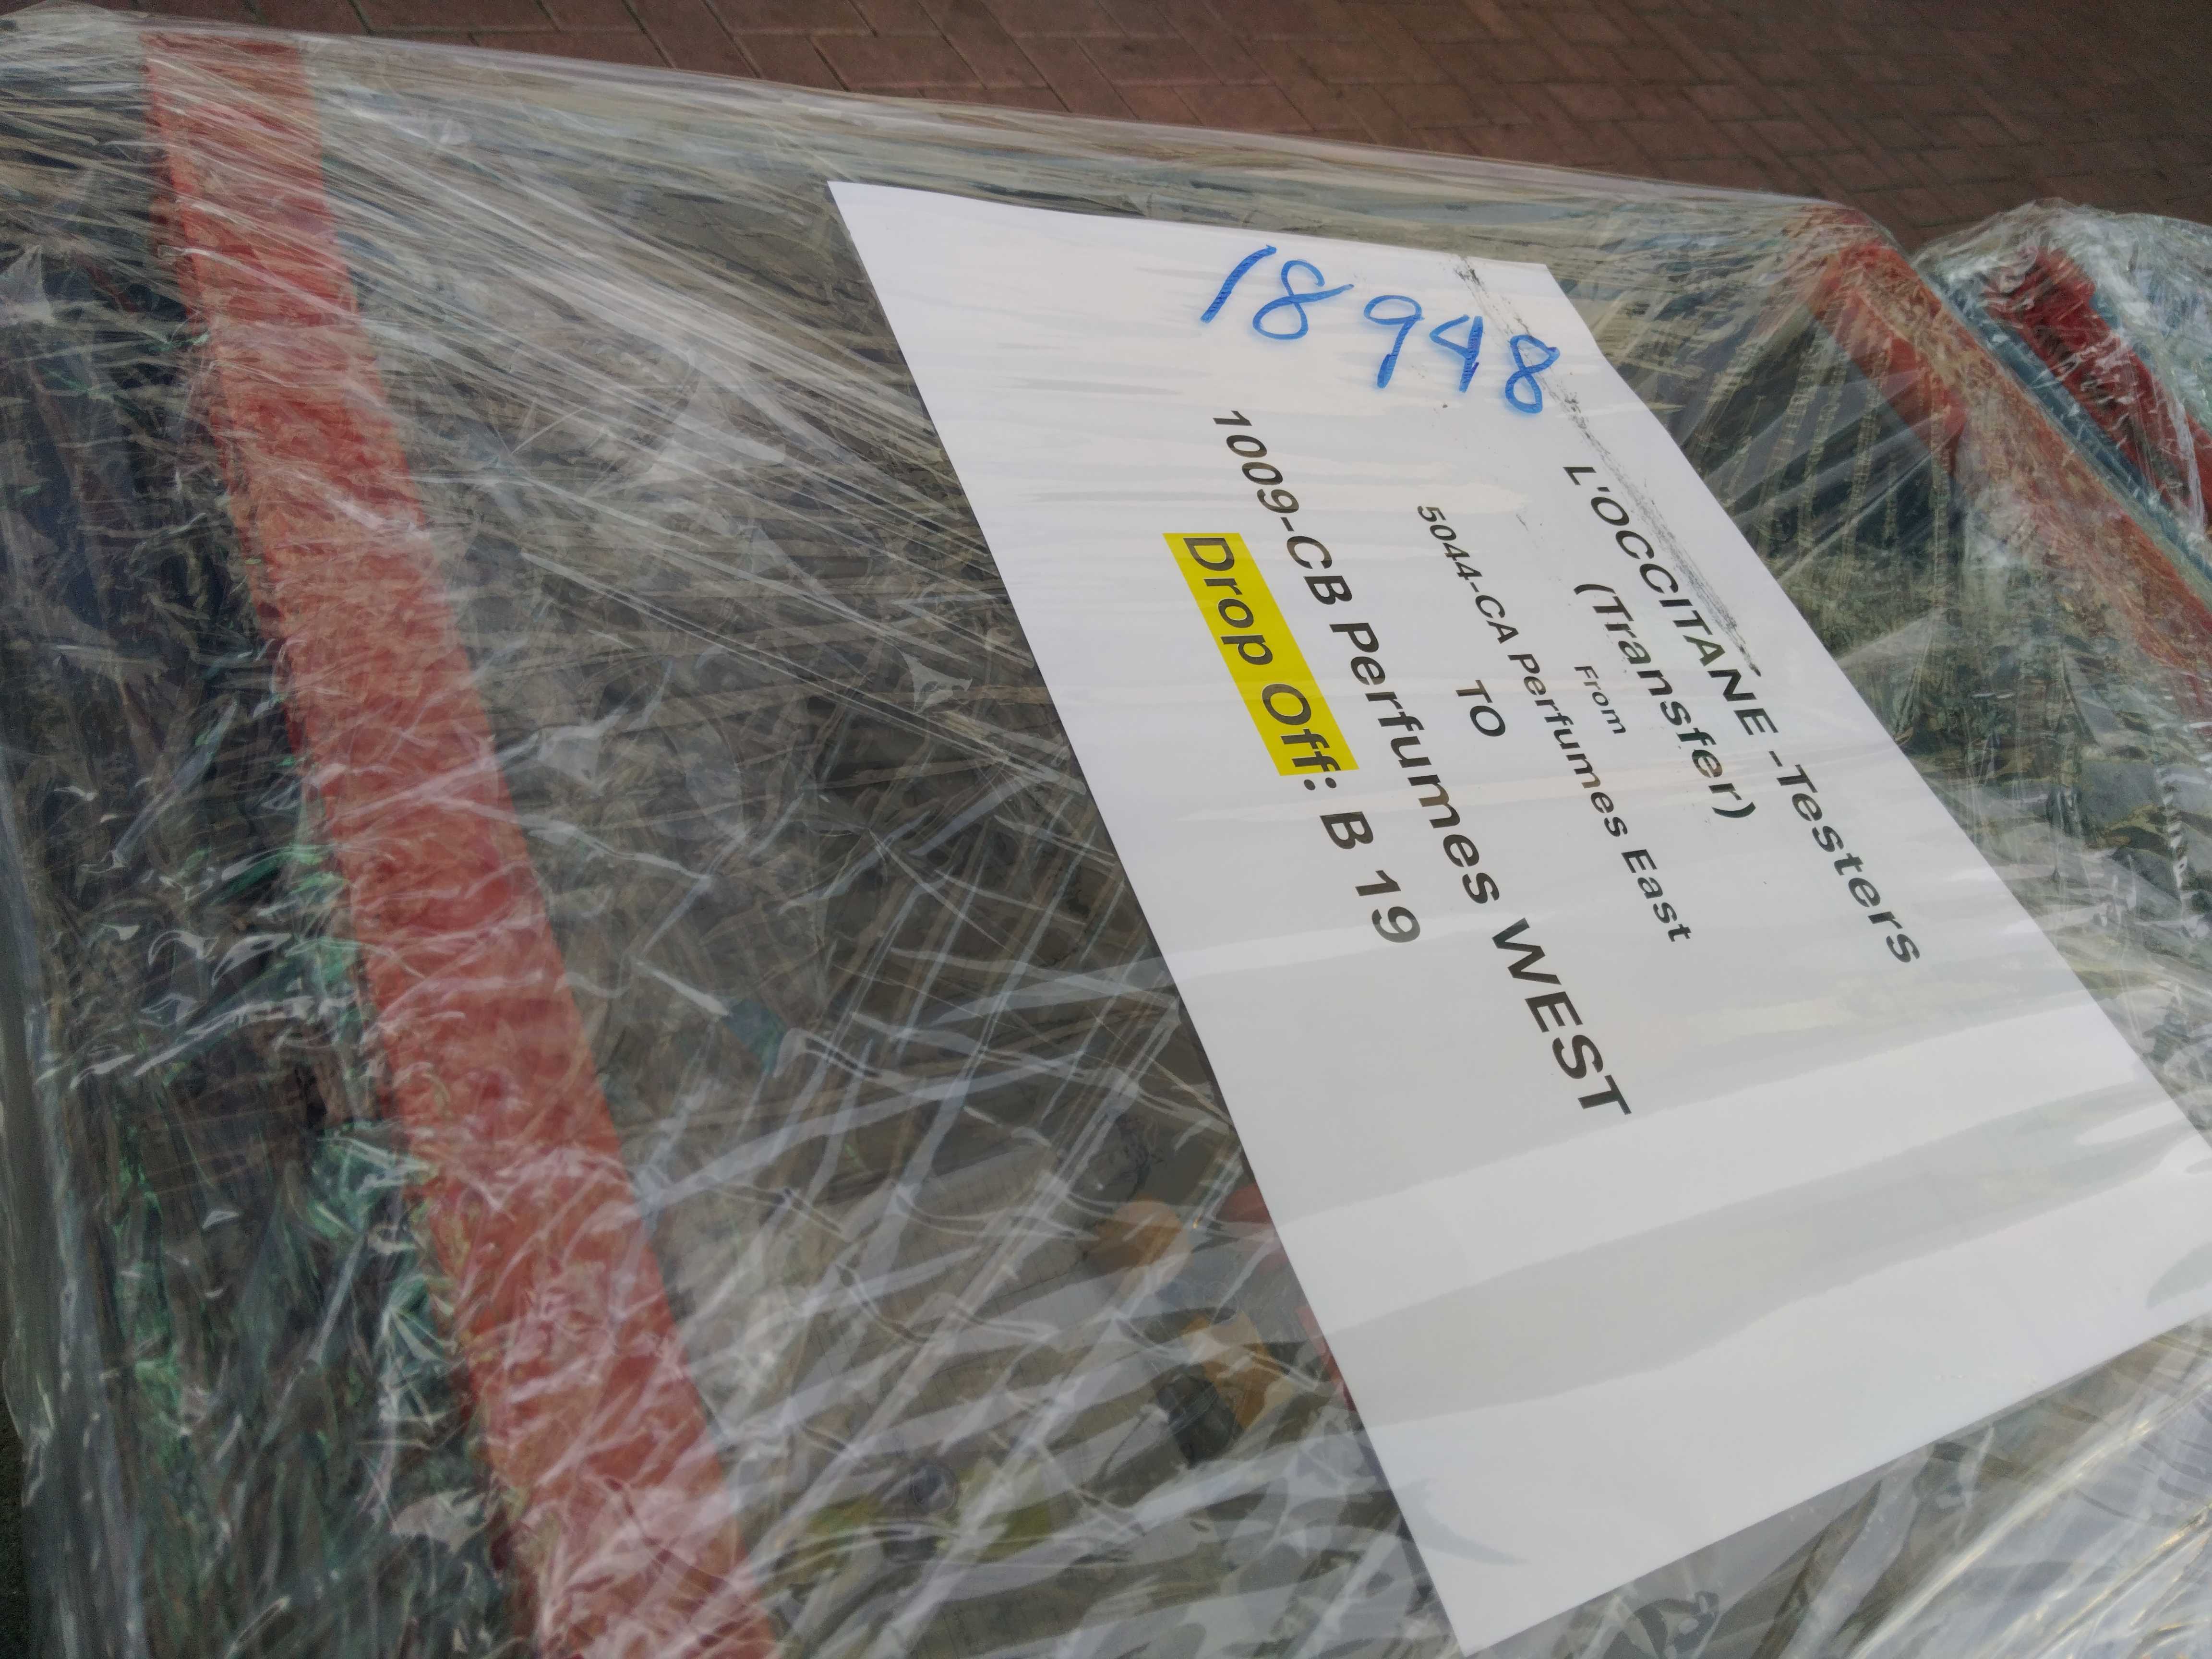 18948
L'OCCITANE -Testers
(Transfer)
From
5044-CA Perfumes East
TO
1009-CB Perfumes WEST
Drop Off: B 19